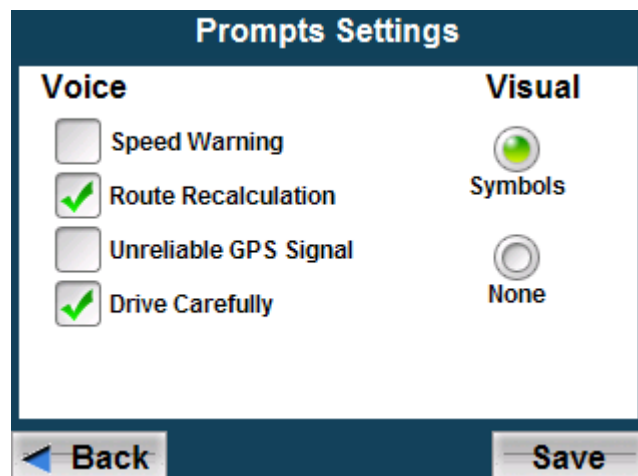 Prompts Settings
Voice
Visual
Speed Warning
Route Recalculation
Symbols
Unreliable GPS Signal
None
Drive Carefully
Back
Save